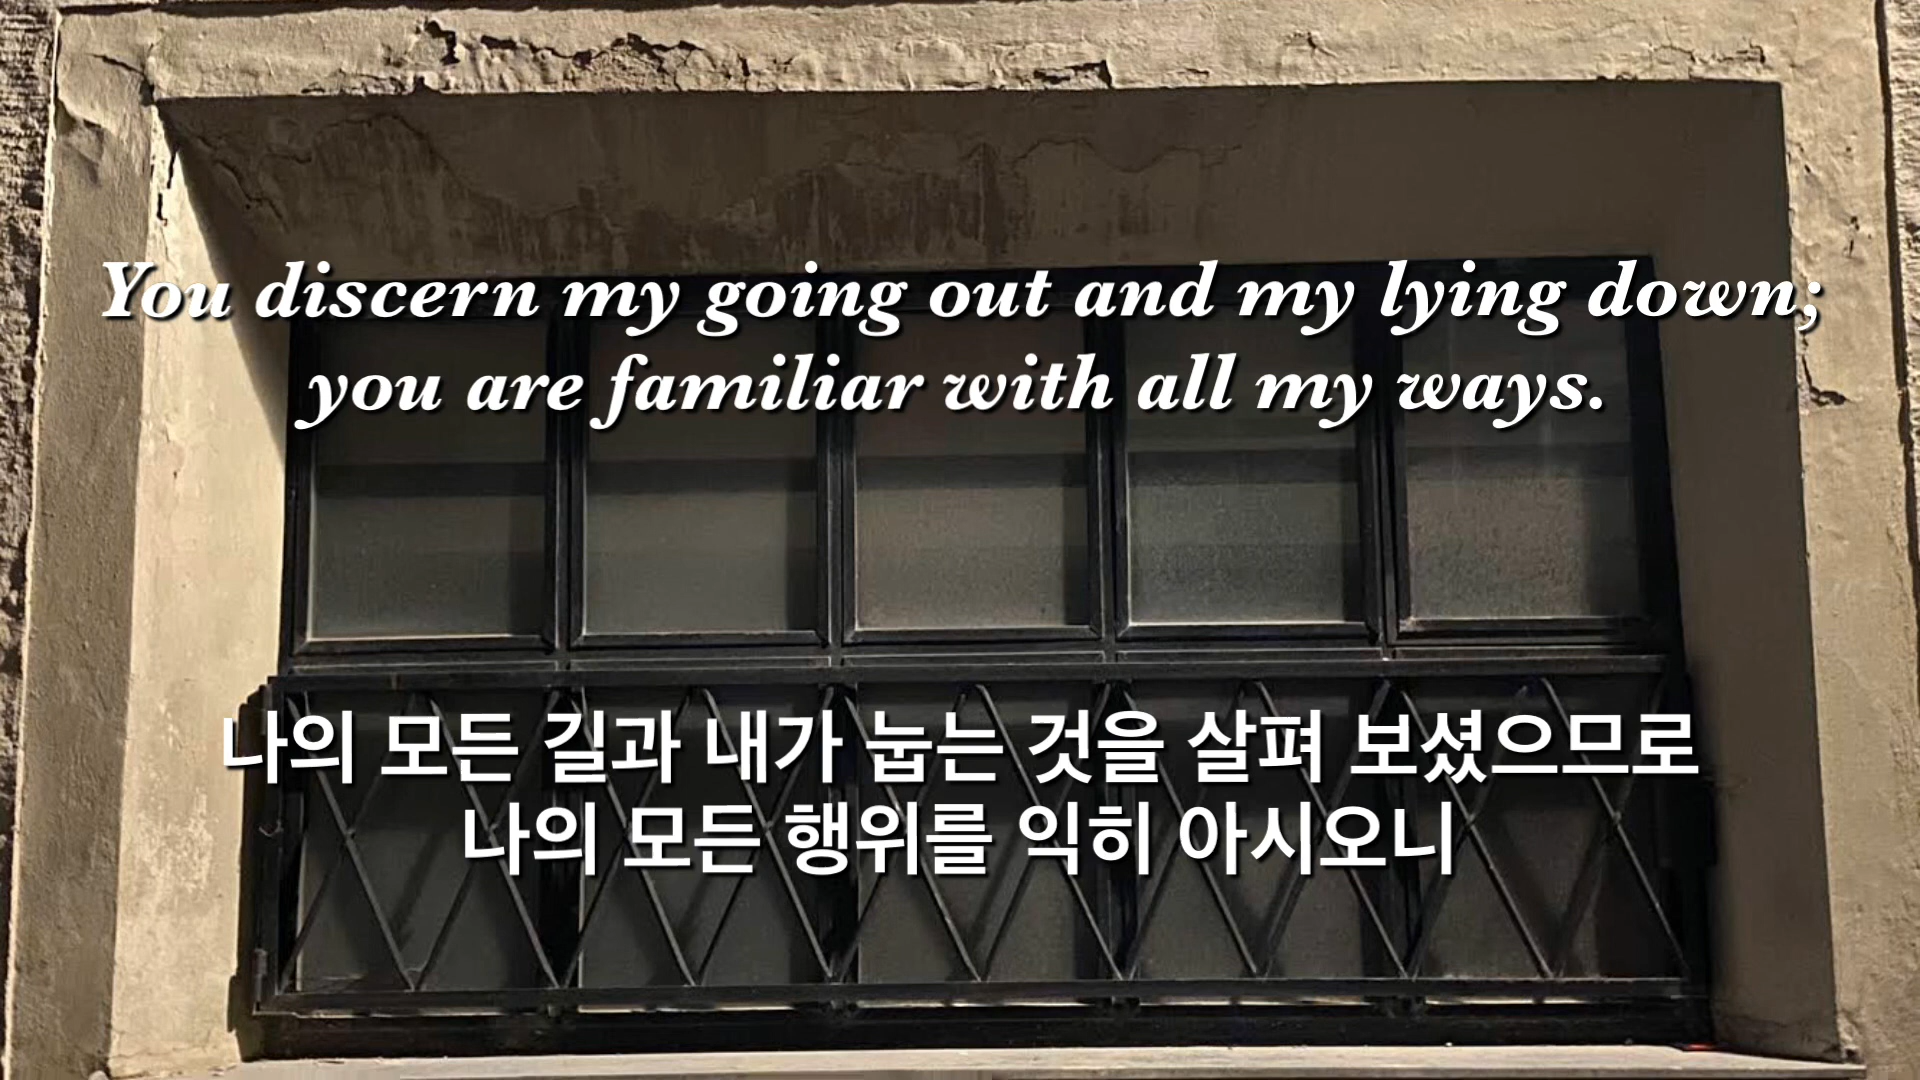 You discern my going out and my lying down;
you are familiar with all my ways.
나의 모든 길과 내가 눕는 것을 살펴 보셨으므로
나의 모든 행위를 익히 아시오니